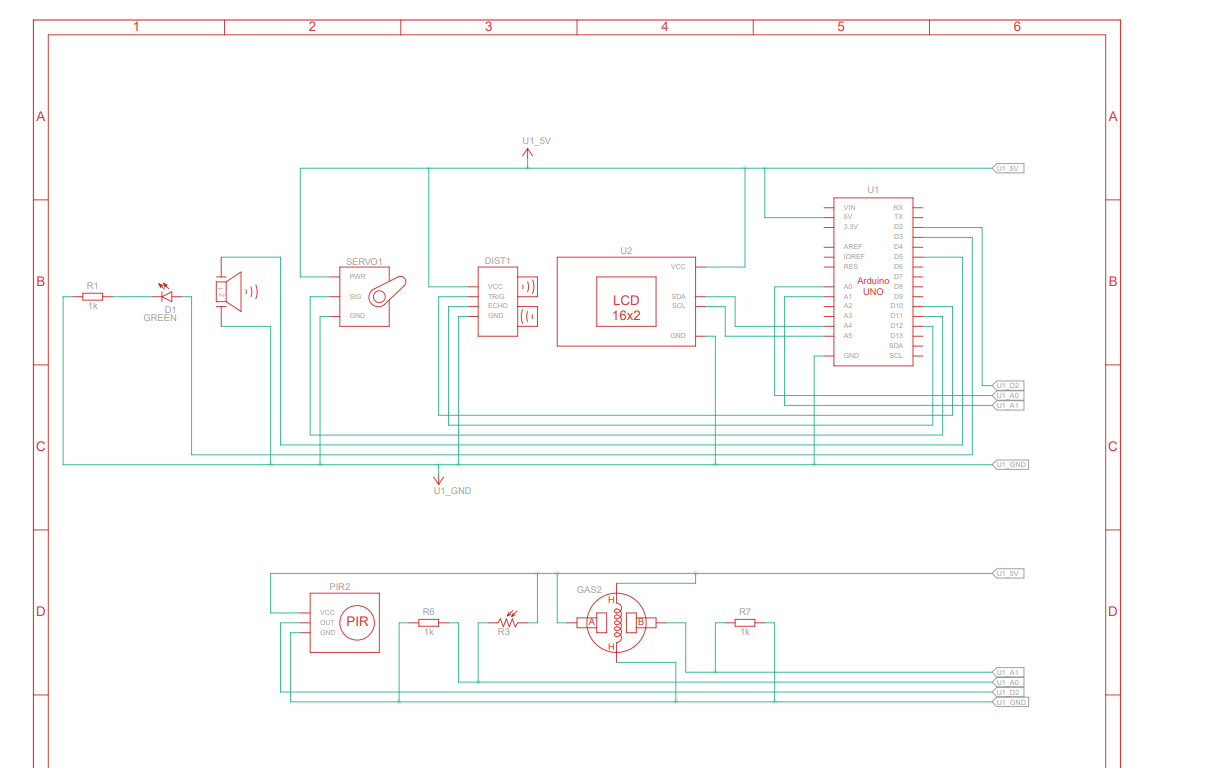 1 2 3 4 5 6
A A
U1_5V
U1_5V
U1
VIN RX
5V TX
3.3V D2
D3
AREF D4
IOREF D5
RES D6
D7
A0 D8
A1 D9
A2 D10
A3 D11
A4 D12
A5 D13
SDA
GND SCL
Arduino
UNO
B B
R1
1k
D1
GREEN
SERVO1
PWR
SIG
GND
DIST1
VCC
TRIG
ECHO
GND
U2
VCC
LCD
16x2
SDA
SCL
GND
U1_D2
U1_A0
U1_A1
C C
U1_GND
U1_GND
U1_5V
D D
PIR2
VCC
OUT
GND
PIR
R6
1k
R3
GAS2
H
A B
H
R7
1k
U1_A1
U1_A0
U1_D2
U1_GND